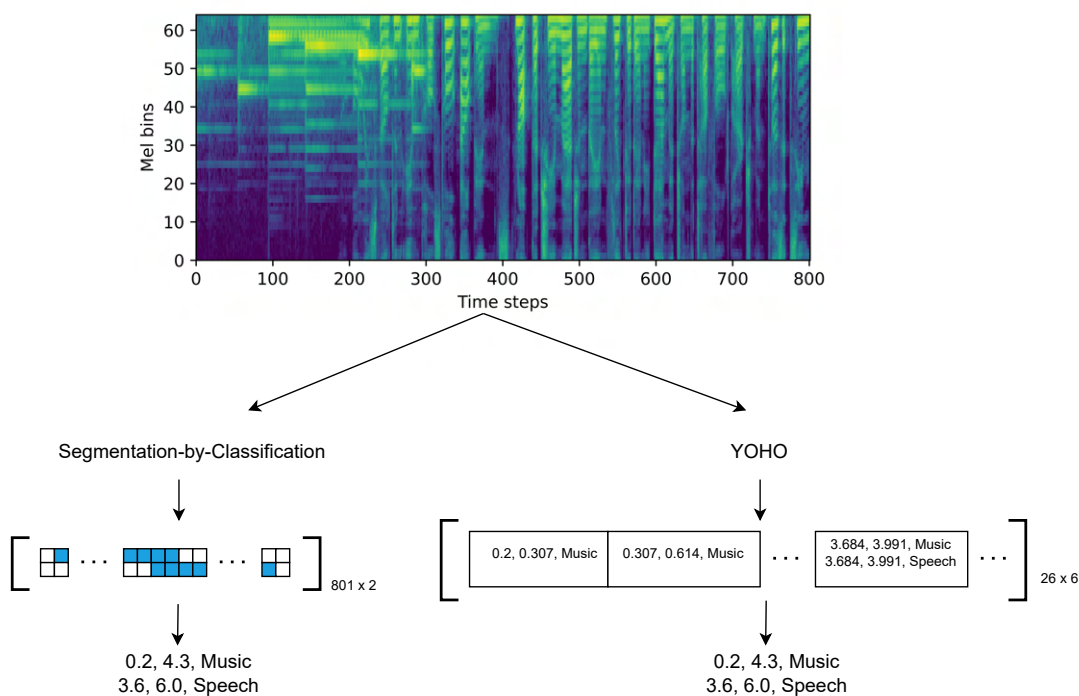 60
50
40
30
20
10
0
Mel bins
0 100 200 300 400 500 600 700 800
Time steps
Segmentation-by-Classification
YOHO
801 x 2
0.2, 0.307, Music
0.307, 0.614, Music
3.684, 3.991, Music
3.684, 3.991, Speech
26 x 6
0.2, 4.3, Music
3.6, 6.0, Speech
0.2, 4.3, Music
3.6, 6.0, Speech